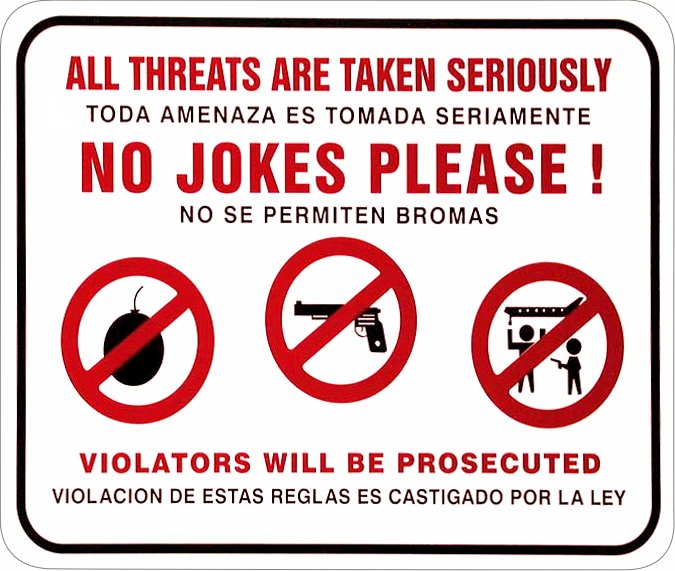 ALL THREATS ARE TAKEN SERIOUSLY
TODA AMENAZA ES TOMADA SERIAMENTE
NO JOKES PLEASE !
NO SE PERMITEN BROMAS
VIOLATORS WILL BE PROSECUTED
VIOLACION DE ESTAS REGLAS ES CASTIGADO POR LA LEY